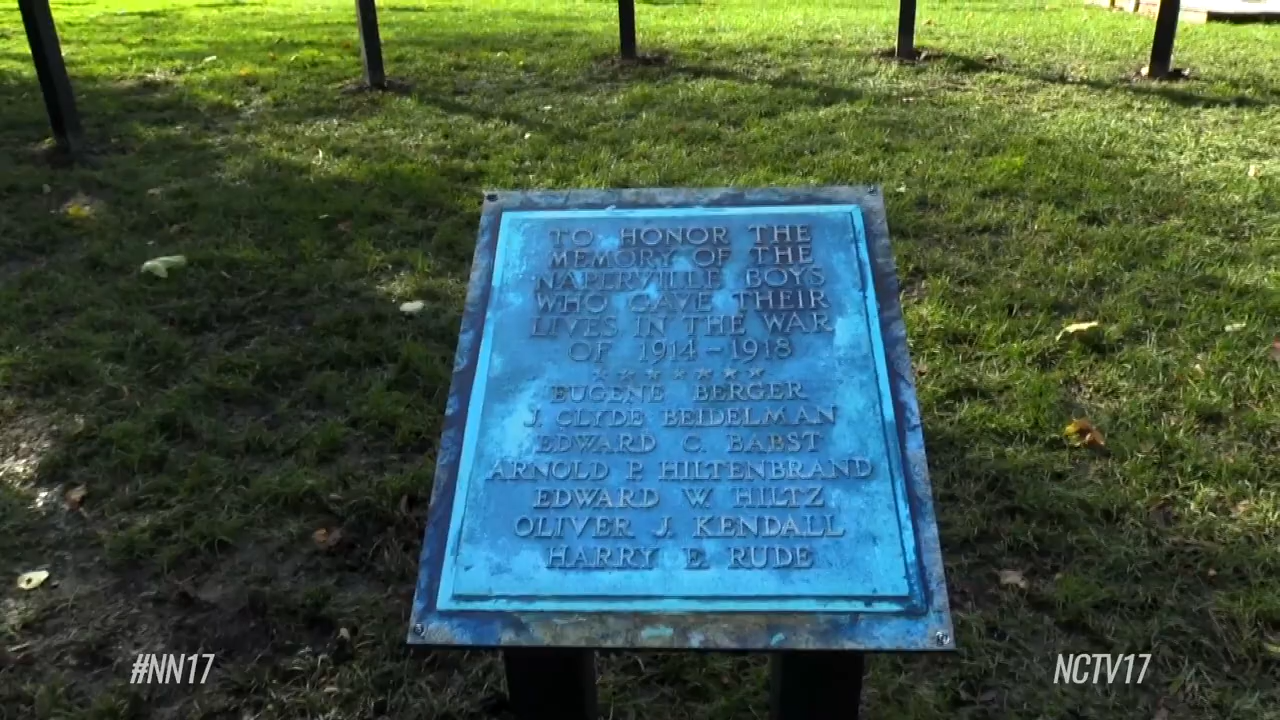 TO HONOR THE
MEMORY OF THE
NAPERVILLE BOYS
WHO GAVE THEIR
LIVES IN THE WAR
OF 1914-1918
★ ★ ★ ★ ★ ★ ★
EUGENE BERGER
J. CLYDE BEIDELMAN
EDWARD C. BABST
ARNOLD P. HILTENBRAND
EDWARD W. HILTZ
OLIVER J. KENDALL
HARRY E. RUDE
#NN17
NCTV17